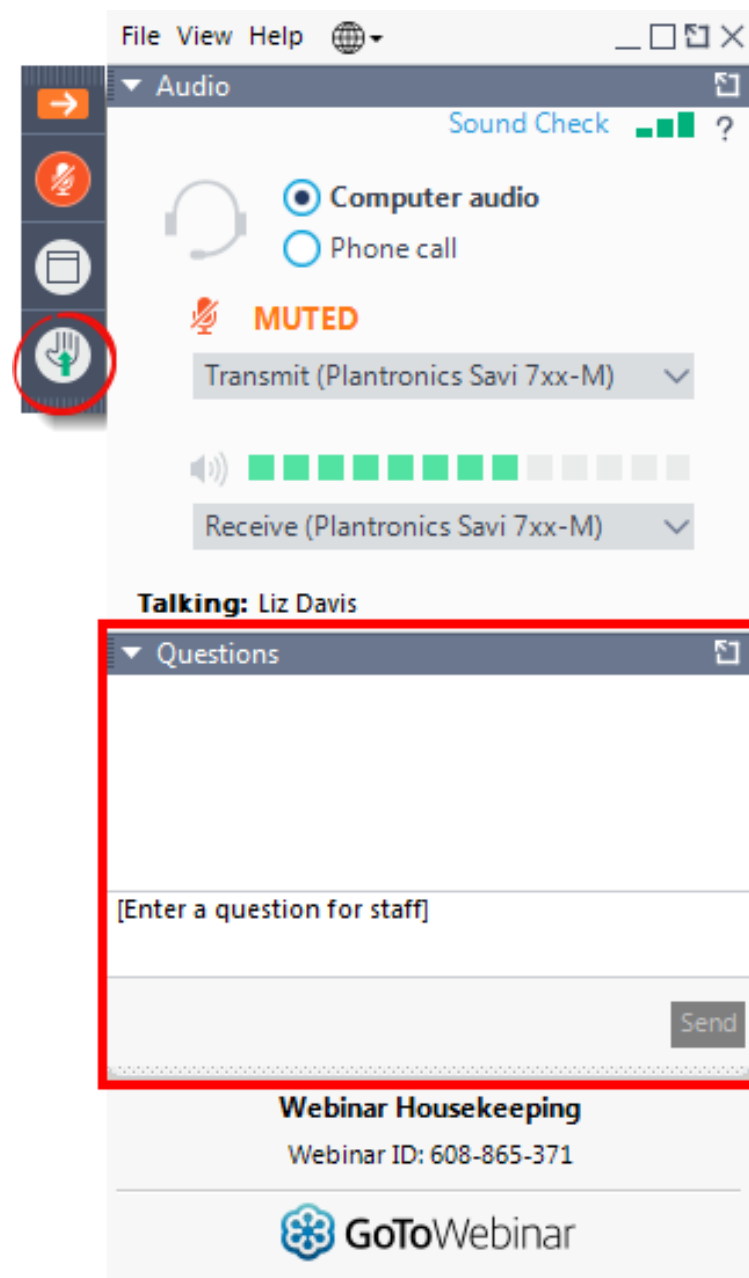 File View Help
Audio
Sound Check ?
Computer audio
Phone call
MUTED
Transmit (Plantronics Savi 7xx-M)
Receive (Plantronics Savi 7xx-M)
Talking: Liz Davis
Questions
[Enter a question for staff]
Send
Webinar Housekeeping
Webinar ID: 608-865-371
GoToWebinar